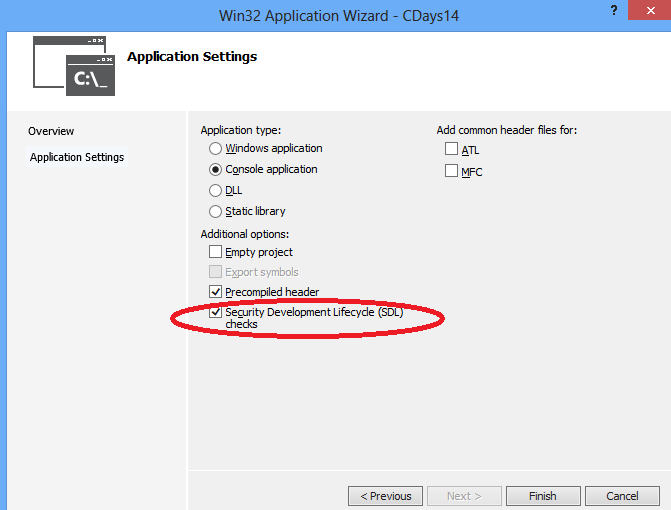 Win32 Application Wizard - CDays14
? x
C:\_
Application Settings
Overview
Application Settings
Application type:
Windows application
Console application
DLL
Static library
Additional options:
Empty project
Export symbols
Precompiled header
Security Development Lifecycle (SDL)
checks
Add common header files for:
ATL
MFC
< Previous
Next >
Finish
Cancel